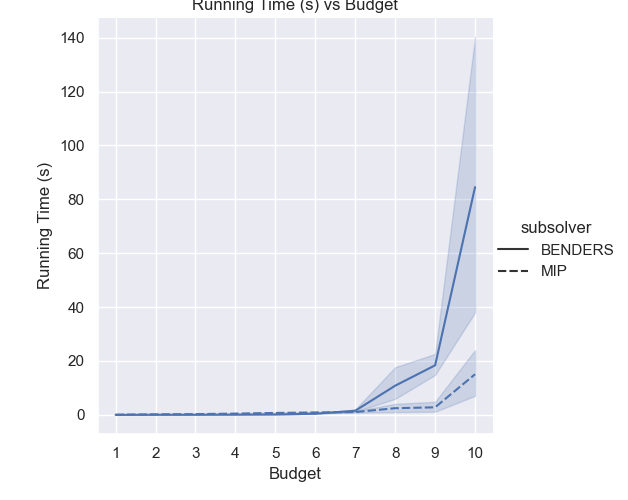 Running Time (s) vs Budget
140
120
100
80
60
40
20
0
Running Time (s)
1 2 3 4 5 6 7 8 9 10
Budget
subsolver
BENDERS
MIP